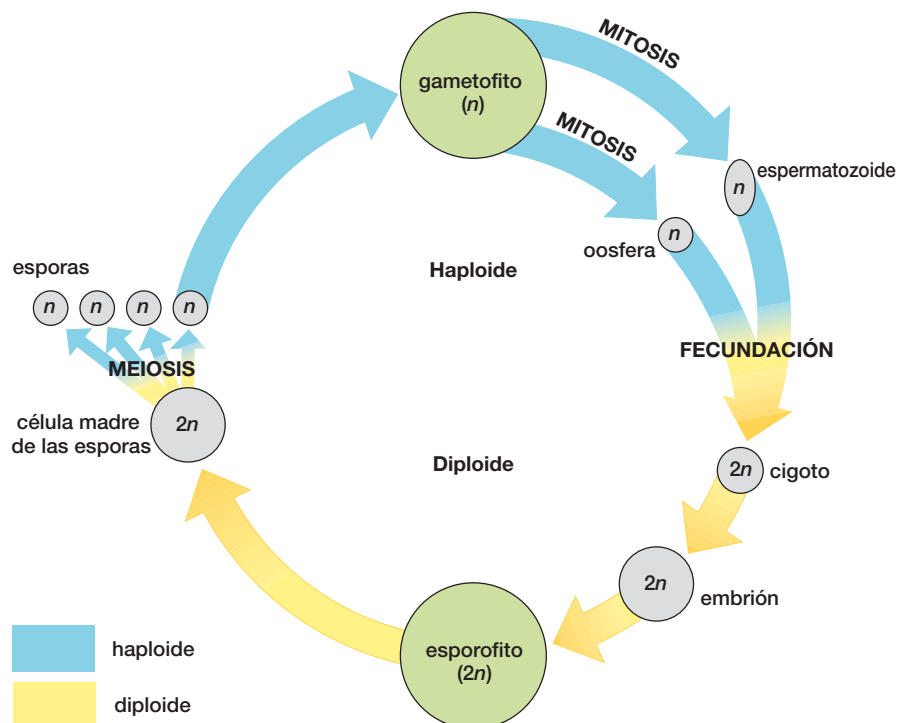 gametofito
(n)
MITOSIS
MITOSIS
espermatozoide
n
n
oosfera
Haploide
esporas
n n n n
MEIOSIS
FECUNDACIÓN
célula madre
de las esporas
2n
Diploide
2n
cigoto
2n
embrión
esporofito
(2n)
haploide
diploide